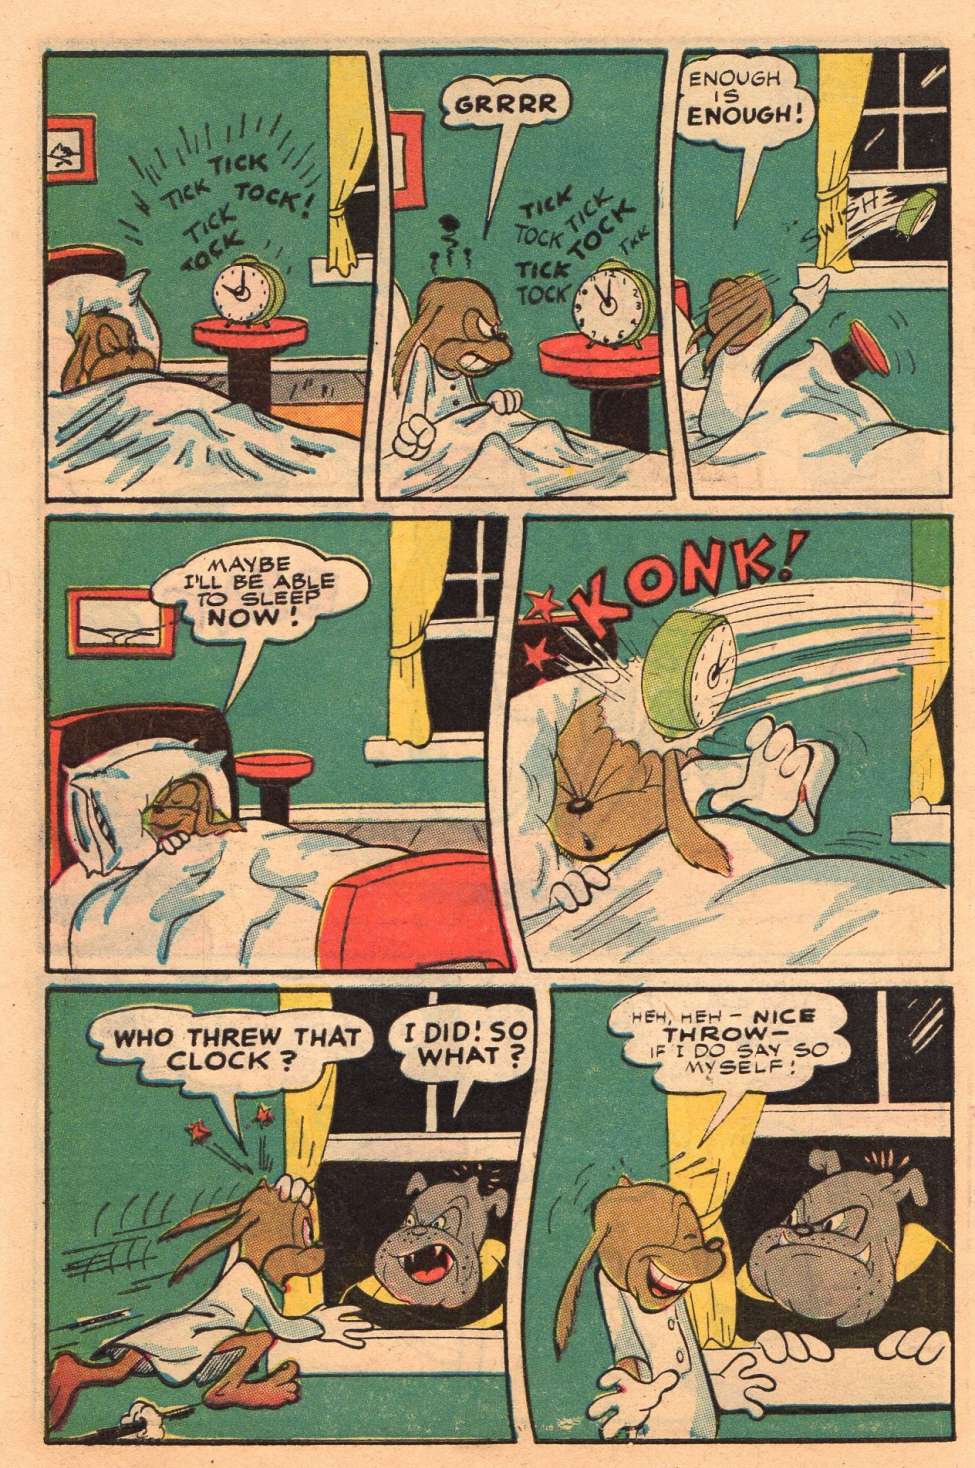 TICK
TICK
TOCK!
TICK
TOCK
GRRRR
TICK
TICK
TOCK
TOCK
TICK
TICK
TOCK
ENOUGH
IS
ENOUGH!
SWISH
MAYBE
I'LL BE ABLE
TO SLEEP
NOW!
KONK!
WHO THREW THAT
CLOCK?
I DID! SO
WHAT?
HEH, HEH - NICE
THROW-
IF I DO SAY SO
MYSELF!